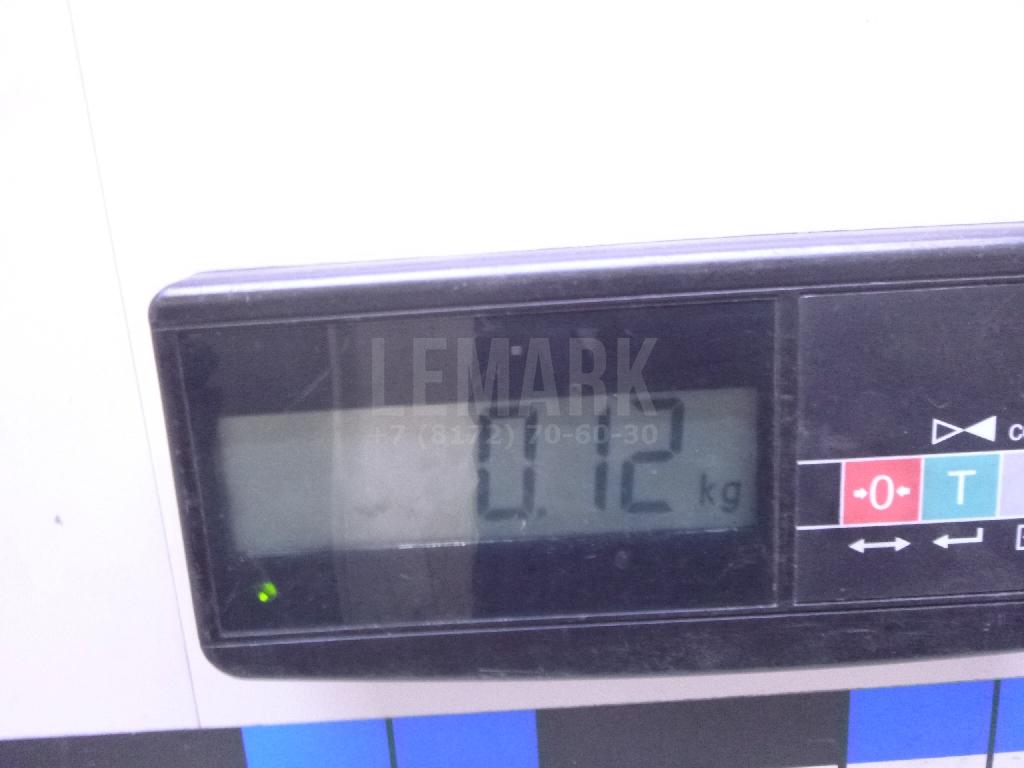 LEMARK
+7 (8172) 70-60-30
0.12 kg
→0← T